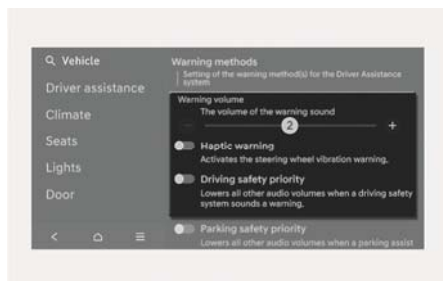 Vehicle
Driver assistance
Climate
Seats
Lights
Door
Warning methods
Setting of the warning method(s) for the Driver Assistance
system
Warning volume
The volume of the warning sound
2
Haptic warning
Activates the steering wheel vibration warning.
Driving safety priority
Lowers all other audio volumes when a driving safety
system sounds a warning.
Parking safety priority
Lowers all other audio volumes when a parking assist